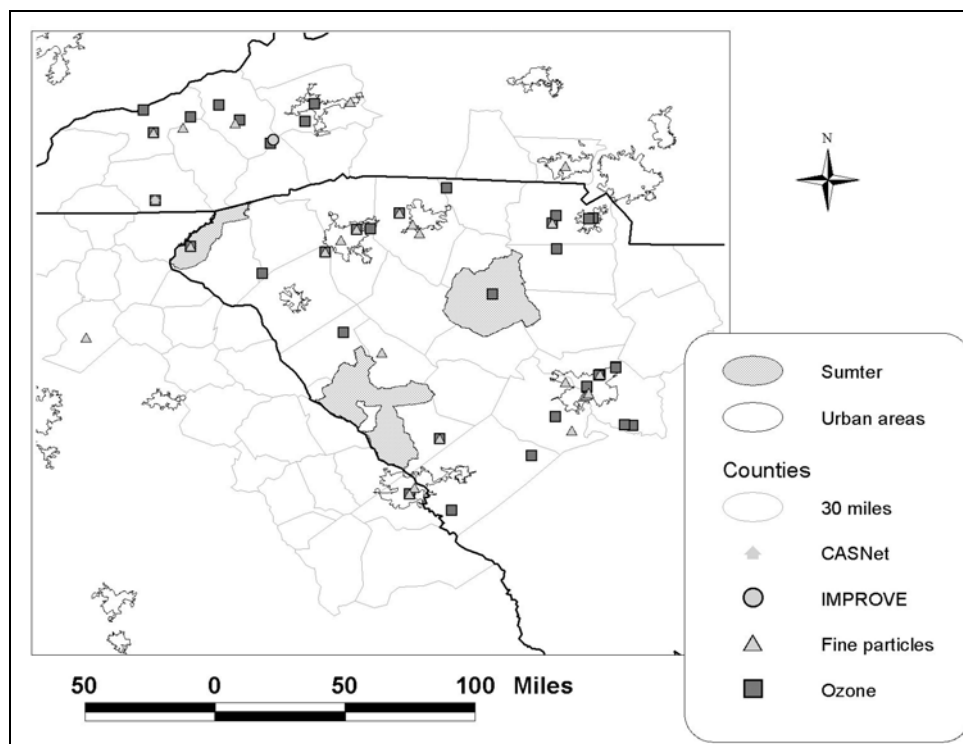 N
Sumter
Urban areas
Counties
30 miles
CASNet
IMPROVE
Fine particles
Ozone
50 0 50 100 Miles